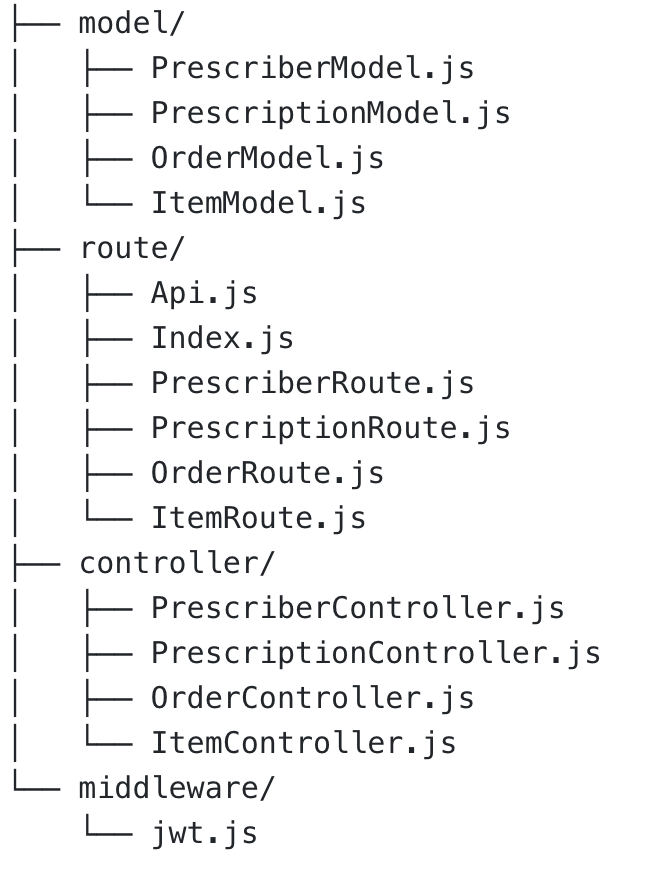 ├── model/
│   ├── PrescriberModel.js
│   ├── PrescriptionModel.js
│   ├── OrderModel.js
│   └── ItemModel.js
├── route/
│   ├── Api.js
│   ├── Index.js
│   ├── PrescriberRoute.js
│   ├── PrescriptionRoute.js
│   ├── OrderRoute.js
│   └── ItemRoute.js
├── controller/
│   ├── PrescriberController.js
│   ├── PrescriptionController.js
│   ├── OrderController.js
│   └── ItemController.js
└── middleware/
    └── jwt.js